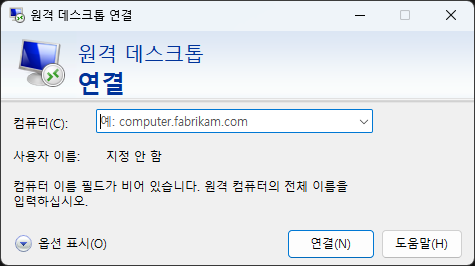 원격 데스크톱 연결
원격 데스크톱
연결
컴퓨터(C):
예: computer.fabrikam.com
사용자 이름:
지정 안 함
컴퓨터 이름 필드가 비어 있습니다. 원격 컴퓨터의 전체 이름을
입력하십시오.
옵션 표시(O)
연결(N)
도움말(H)